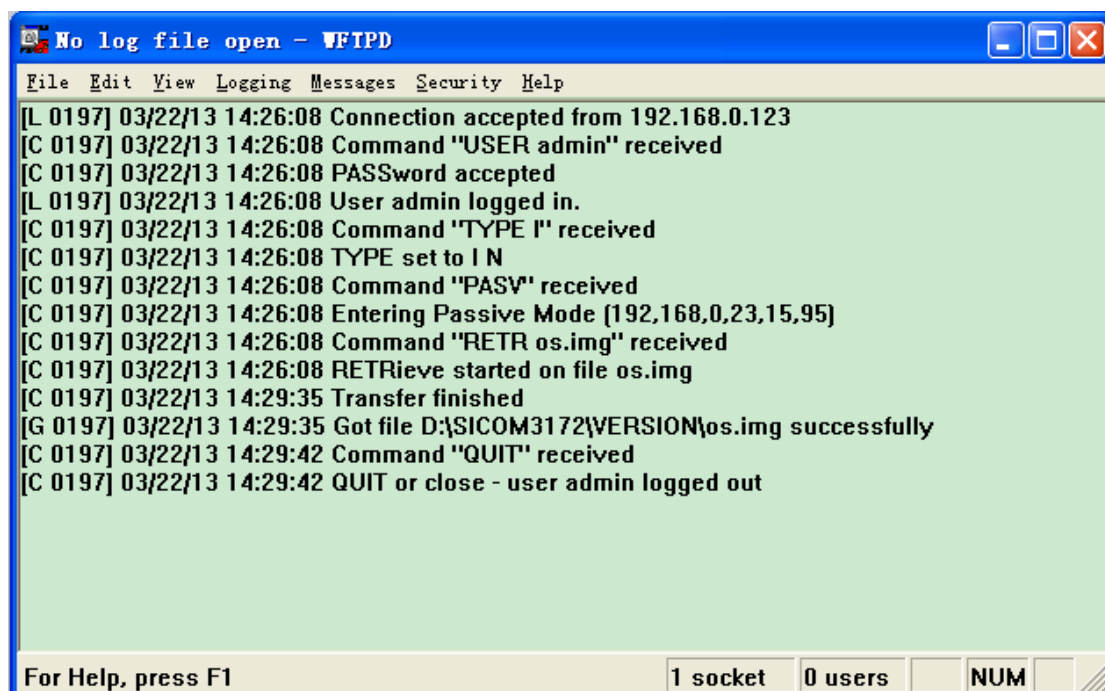 No log file open - WFTPD
File Edit View Logging Messages Security Help
[L 0197] 03/22/13 14:26:08 Connection accepted from 192.168.0.123
[C 0197] 03/22/13 14:26:08 Command "USER admin" received
[C 0197] 03/22/13 14:26:08 PASSword accepted
[L 0197] 03/22/13 14:26:08 User admin logged in.
[C 0197] 03/22/13 14:26:08 Command "TYPE I" received
[C 0197] 03/22/13 14:26:08 TYPE set to I N
[C 0197] 03/22/13 14:26:08 Command "PASV" received
[C 0197] 03/22/13 14:26:08 Entering Passive Mode (192,168,0,23,15,95)
[C 0197] 03/22/13 14:26:08 Command "RETR os.img" received
[C 0197] 03/22/13 14:26:08 RETRieve started on file os.img
[C 0197] 03/22/13 14:29:35 Transfer finished
[G 0197] 03/22/13 14:29:35 Got file D:\SICOM3172\VERSION\os.img successfully
[C 0197] 03/22/13 14:29:42 Command "QUIT" received
[C 0197] 03/22/13 14:29:42 QUIT or close - user admin logged out
For Help, press F1 1 socket 0 users NUM